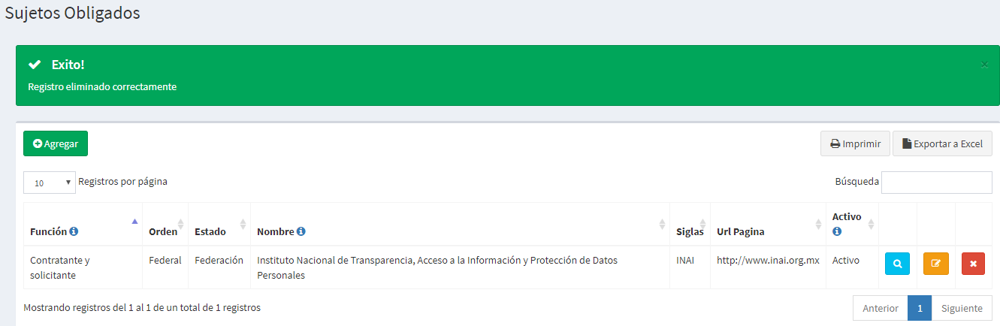 Sujetos Obligados
Exito!
×
Registro eliminado correctamente
Agregar
Imprimir
Exportar a Excel
10
Registros por página
Búsqueda
Función
Orden
Estado
Nombre
Siglas
Url Pagina
Activo
Contratante y
solicitante
Federal
Federación
Instituto Nacional de Transparencia, Acceso a la Información y Protección de Datos
Personales
INAI
http://www.inai.org.mx
Activo
Mostrando registros del 1 al 1 de un total de 1 registros
Anterior
1
Siguiente